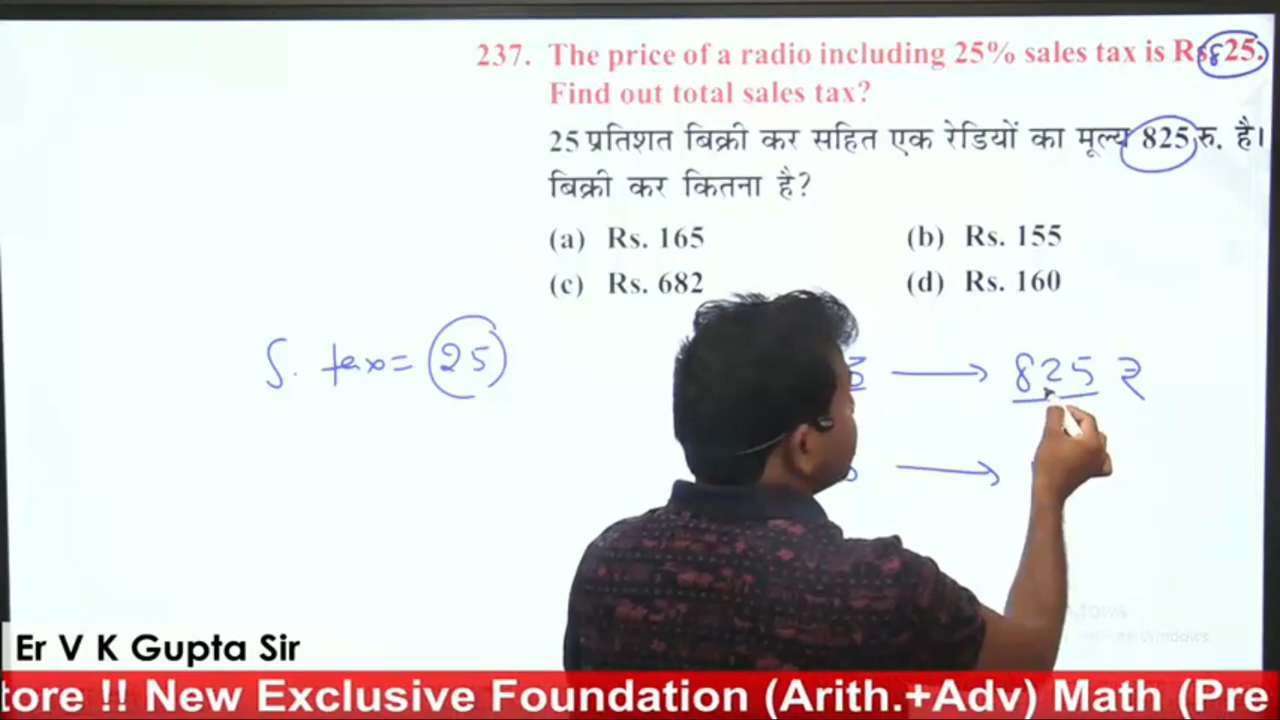 237. The price of a radio including 25% sales tax is Rs825.
Find out total sales tax?
25 प्रतिशत बिक्री कर सहित एक रेडियों का मूल्य 825 रु. है।
बिक्री कर कितना है?
(a) Rs. 165 (b) Rs. 155
(c) Rs. 682 (d) Rs. 160
S. tax = 25
825 ₹
Er V K Gupta Sir
tore !! New Exclusive Foundation (Arith.+Adv) Math (Pre